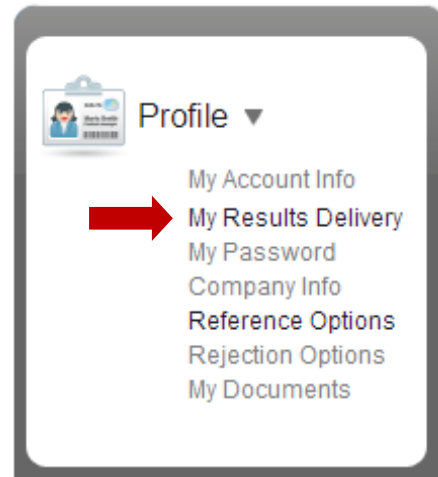 Profile ▼
My Account Info
My Results Delivery
My Password
Company Info
Reference Options
Rejection Options
My Documents